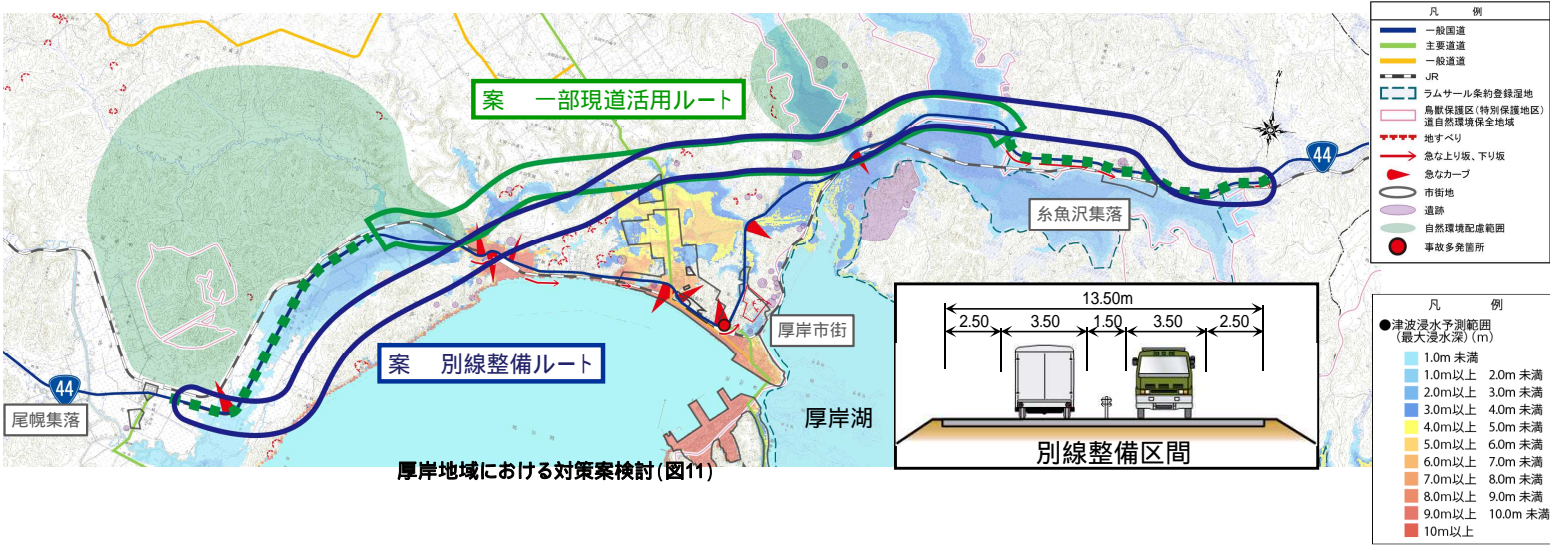 案　一部現道活用ルート
案　別線整備ルート
44
44
尾幌集落
糸魚沢集落
厚岸市街
厚岸湖
N
13.50m
2.50
3.50
1.50
3.50
2.50
別線整備区間
厚岸地域における対策案検討(図11)
凡　例
一般国道
主要道道
一般道道
JR
ラムサール条約登録湿地
鳥獣保護区(特別保護地区)
道自然環境保全地域
地すべり
急な上り坂、下り坂
急なカーブ
市街地
遺跡
自然環境配慮範囲
事故多発箇所
凡　例
●津波浸水予測範囲
(最大浸水深)(m)
1.0m 未満
1.0m以上　2.0m 未満
2.0m以上　3.0m 未満
3.0m以上　4.0m 未満
4.0m以上　5.0m 未満
5.0m以上　6.0m 未満
6.0m以上　7.0m 未満
7.0m以上　8.0m 未満
8.0m以上　9.0m 未満
9.0m以上　10.0m 未満
10m以上